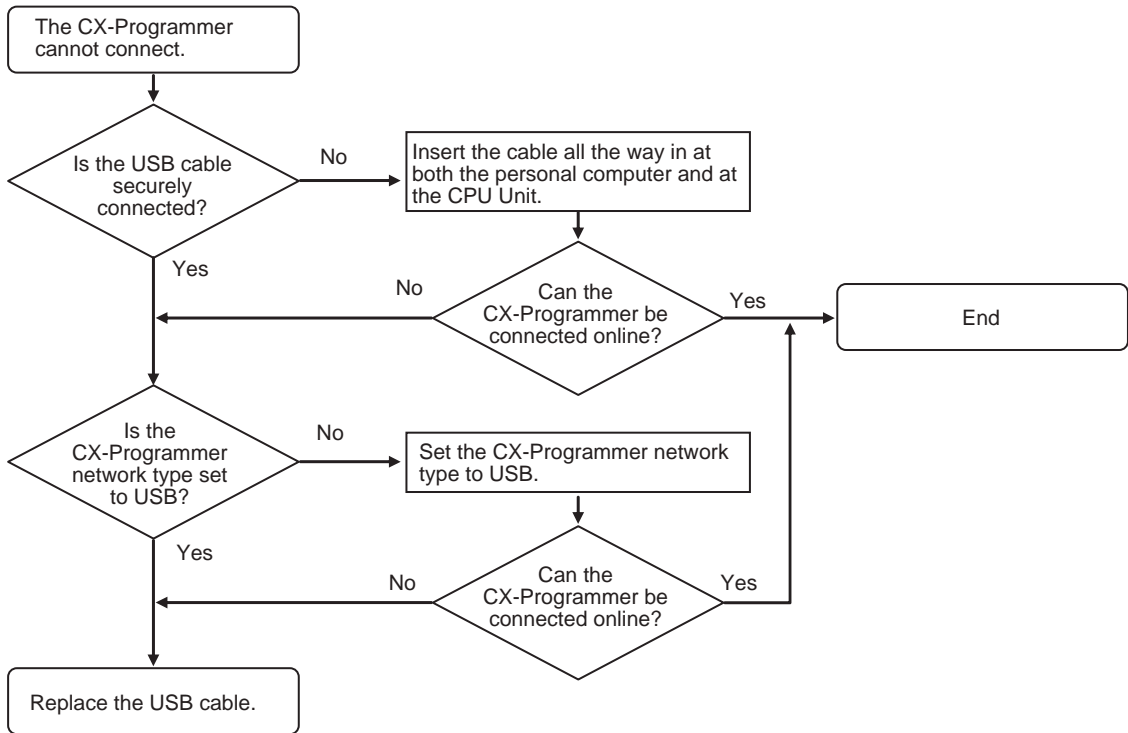 The CX-Programmer
cannot connect.
Is the USB cable
securely
connected?
No
Insert the cable all the way in at
both the personal computer and at
the CPU Unit.
Yes
No
Can the
CX-Programmer be
connected online?
Yes
End
Is the
CX-Programmer
network type set
to USB?
No
Set the CX-Programmer network
type to USB.
Yes
No
Can the
CX-Programmer be
connected online?
Yes
Replace the USB cable.